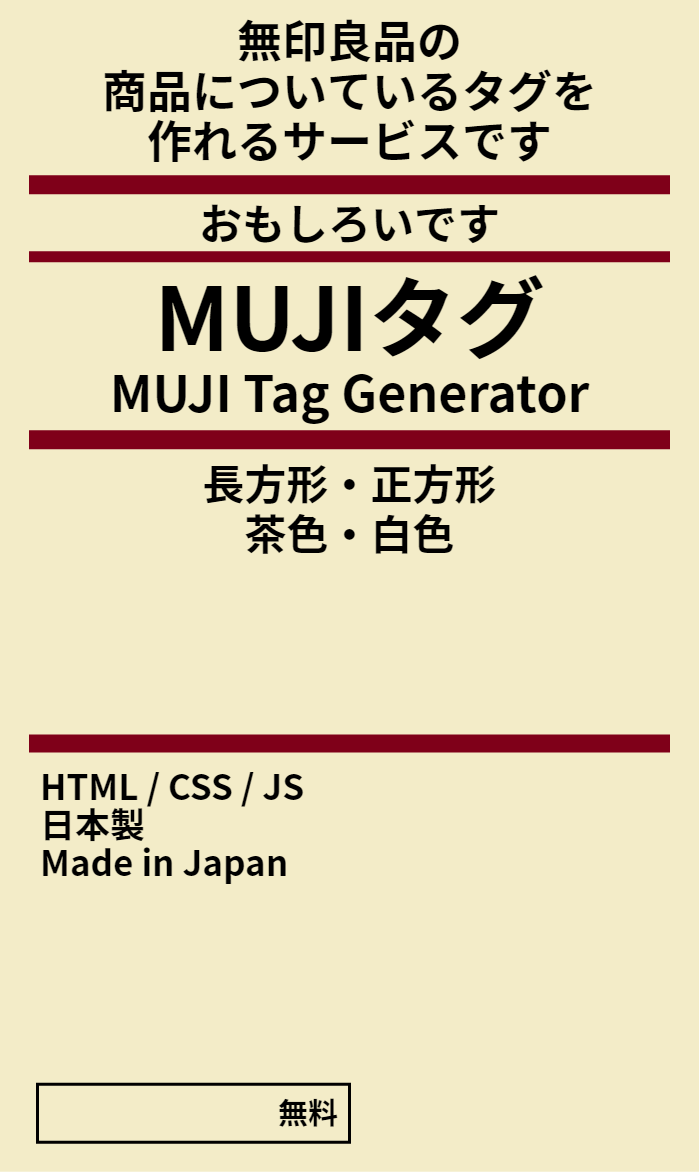 無印良品の
商品についているタグを
作れるサービスです
おもしろいです
MUJIタグ
MUJI Tag Generator
長方形・正方形
茶色・白色
HTML / CSS / JS
日本製
Made in Japan
無料